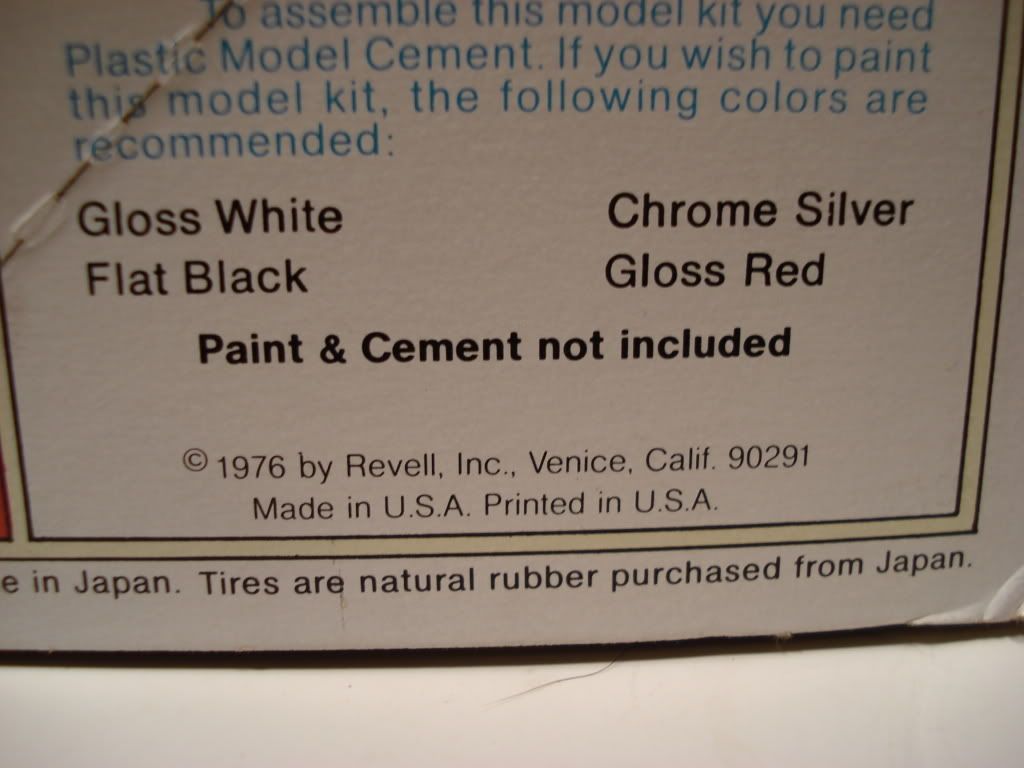 To assemble this model kit you need
Plastic Model Cement. If you wish to paint
this model kit, the following colors are
recommended:
Gloss White Chrome Silver
Flat Black Gloss Red
Paint & Cement not included
© 1976 by Revell, Inc., Venice, Calif. 90291
Made in U.S.A. Printed in U.S.A.
e in Japan. Tires are natural rubber purchased from Japan.